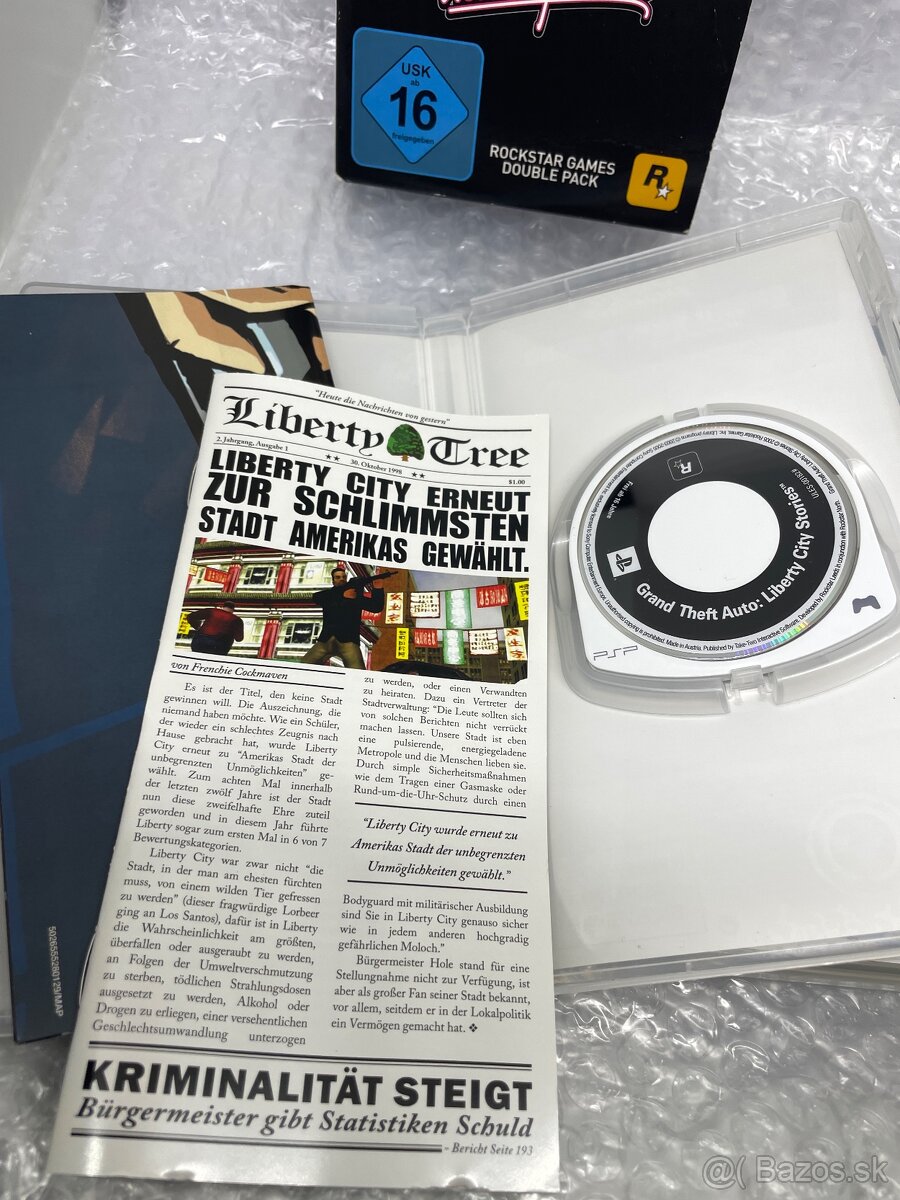 USK
ab
16
freigegeben
ROCKSTAR GAMES
DOUBLE PACK
R
"Heute die Nachrichten von gestern"
Liberty Tree
2. Jahrgang, Ausgabe 1
30. Oktober 1998
$1.00
LIBERTY CITY ERNEUT
ZUR SCHLIMMSTEN
STADT AMERIKAS GEWÄHLT.
von Frenchie Cockmaven
Es ist der Titel, den keine Stadt
gewinnen will. Die Auszeichnung, die
niemand haben möchte. Wie ein Schüler,
der wieder ein schlechtes Zeugnis nach
Hause gebracht hat, wurde Liberty
City erneut zu "Amerikas Stadt der
unbegrenzten Unmöglichkeiten" ge-
wählt. Zum achten Mal innerhalb
der letzten zwölf Jahre ist der Stadt
nun diese zweifelhafte Ehre zuteil
geworden und in diesem Jahr führte
Liberty sogar zum ersten Mal in 6 von 7
Bewertungskategorien.
Liberty City war zwar nicht "die
Stadt, in der man am ehesten fürchten
muss, von einem wilden Tier gefressen
zu werden" (dieser fragwürdige Lorbeer
ging an Los Santos), dafür ist in Liberty
die Wahrscheinlichkeit am größten,
überfallen oder ausgeraubt zu werden,
an Folgen der Umweltverschmutzung
zu sterben, tödlichen Strahlungsdosen
ausgesetzt zu werden, Alkohol oder
Drogen zu erliegen, einer versehentlichen
Geschlechtsumwandlung unterzogen
zu werden, oder einen Verwandten
zu heiraten. Dazu ein Vertreter der
Stadtverwaltung: "Die Leute sollten sich
von solchen Berichten nicht verrückt
machen lassen. Unsere Stadt ist eben
eine pulsierende, energiegeladene
Metropole und die Menschen lieben sie.
Durch simple Sicherheitsmaßnahmen
wie dem Tragen einer Gasmaske oder
Rund-um-die-Uhr-Schutz durch einen
"Liberty City wurde erneut zu
Amerikas Stadt der unbegrenzten
Unmöglichkeiten gewählt."
Bodyguard mit militärischer Ausbildung
sind Sie in Liberty City genauso sicher
wie in jedem anderen hochgradig
gefährlichen Moloch."
Bürgermeister Hole stand für eine
Stellungnahme nicht zur Verfügung, ist
aber als großer Fan seiner Stadt bekannt,
vor allem, seitdem er in der Lokalpolitik
ein Vermögen gemacht hat. ❖
KRIMINALITÄT STEIGT
Bürgermeister gibt Statistiken Schuld
- Bericht Seite 193
5026555280129/MAP
R
Frei ab 16 Jahren
Grand Theft Auto: Liberty City Stories™
PSP
@( Bazos.sk